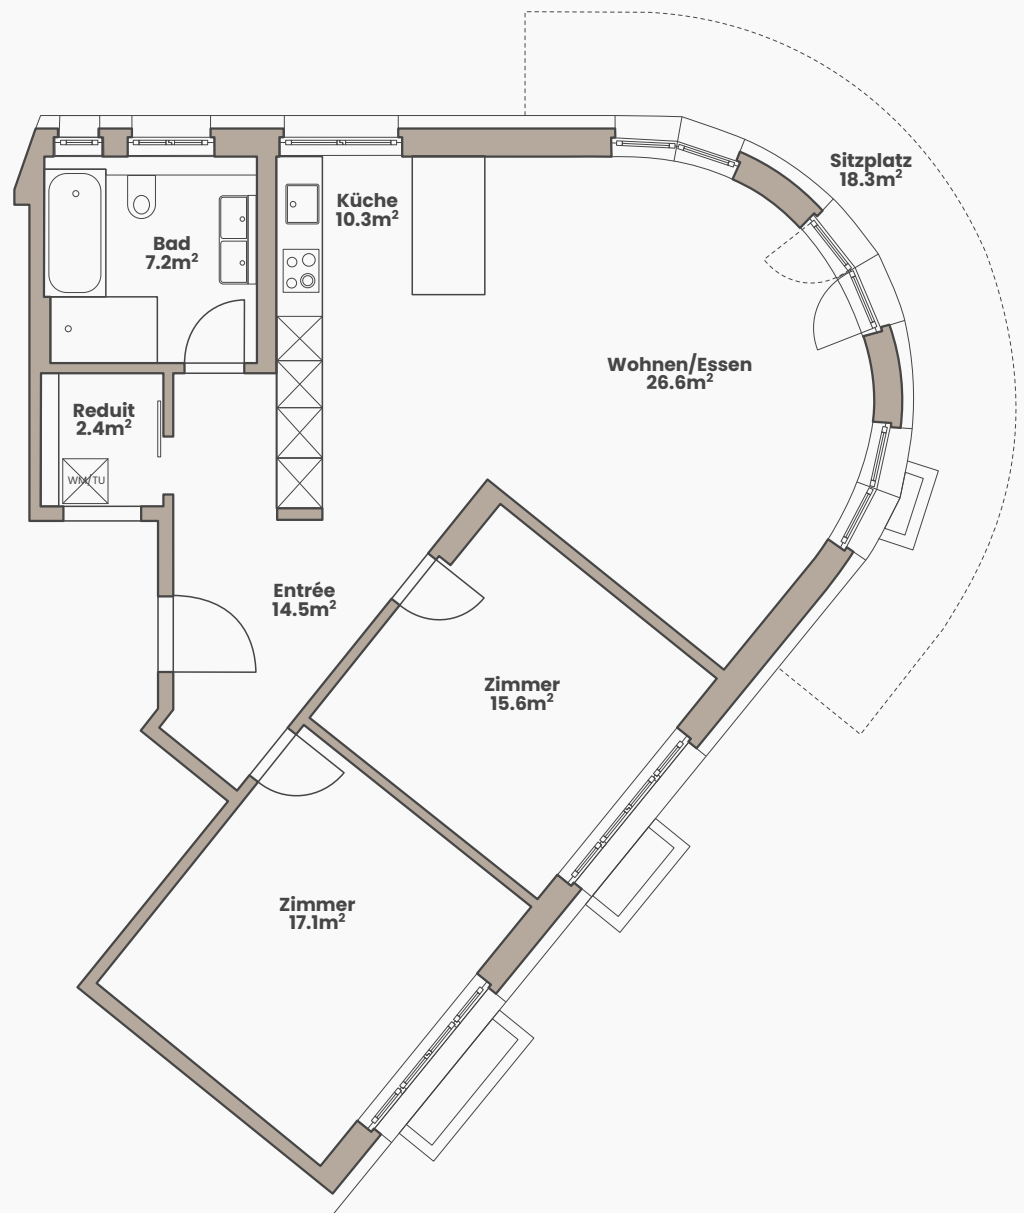 Sitzplatz
18.3m²
Küche
10.3m²
Bad
7.2m²
Wohnen/Essen
26.6m²
Reduit
2.4m²
WM/TU
Entrée
14.5m²
Zimmer
15.6m²
Zimmer
17.1m²